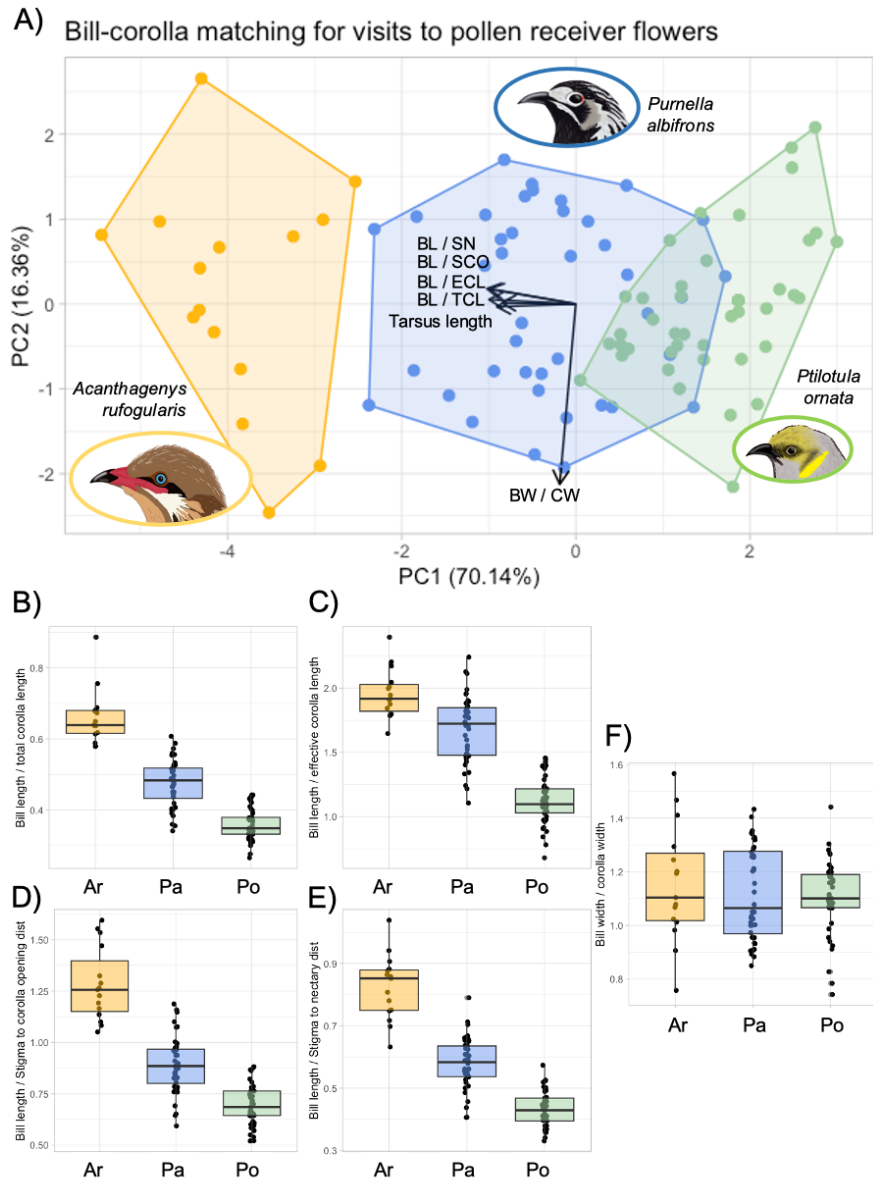 A)
Bill-corolla matching for visits to pollen receiver flowers
Purnella
albifrons
BL / SN
BL / SCO
BL / ECL
BL / TCL
Tarsus length
Acanthagenys
rufogularis
Ptilotula
ornata
BW / CW
PC2 (16.36%)
2
1
0
-1
-2
-4
-2
0
2
PC1 (70.14%)
B)
Bill length / total corolla length
0.8
0.6
0.4
Ar
Pa
Po
C)
Bill length / effective corolla length
2.0
1.5
1.0
Ar
Pa
Po
D)
Bill length / Stigma to corolla opening dist
1.50
1.25
1.00
0.75
0.50
Ar
Pa
Po
E)
Bill length / Stigma to nectary dist
0.9
0.7
0.5
0.3
Ar
Pa
Po
F)
Bill width / corolla width
1.6
1.4
1.2
1.0
0.8
Ar
Pa
Po